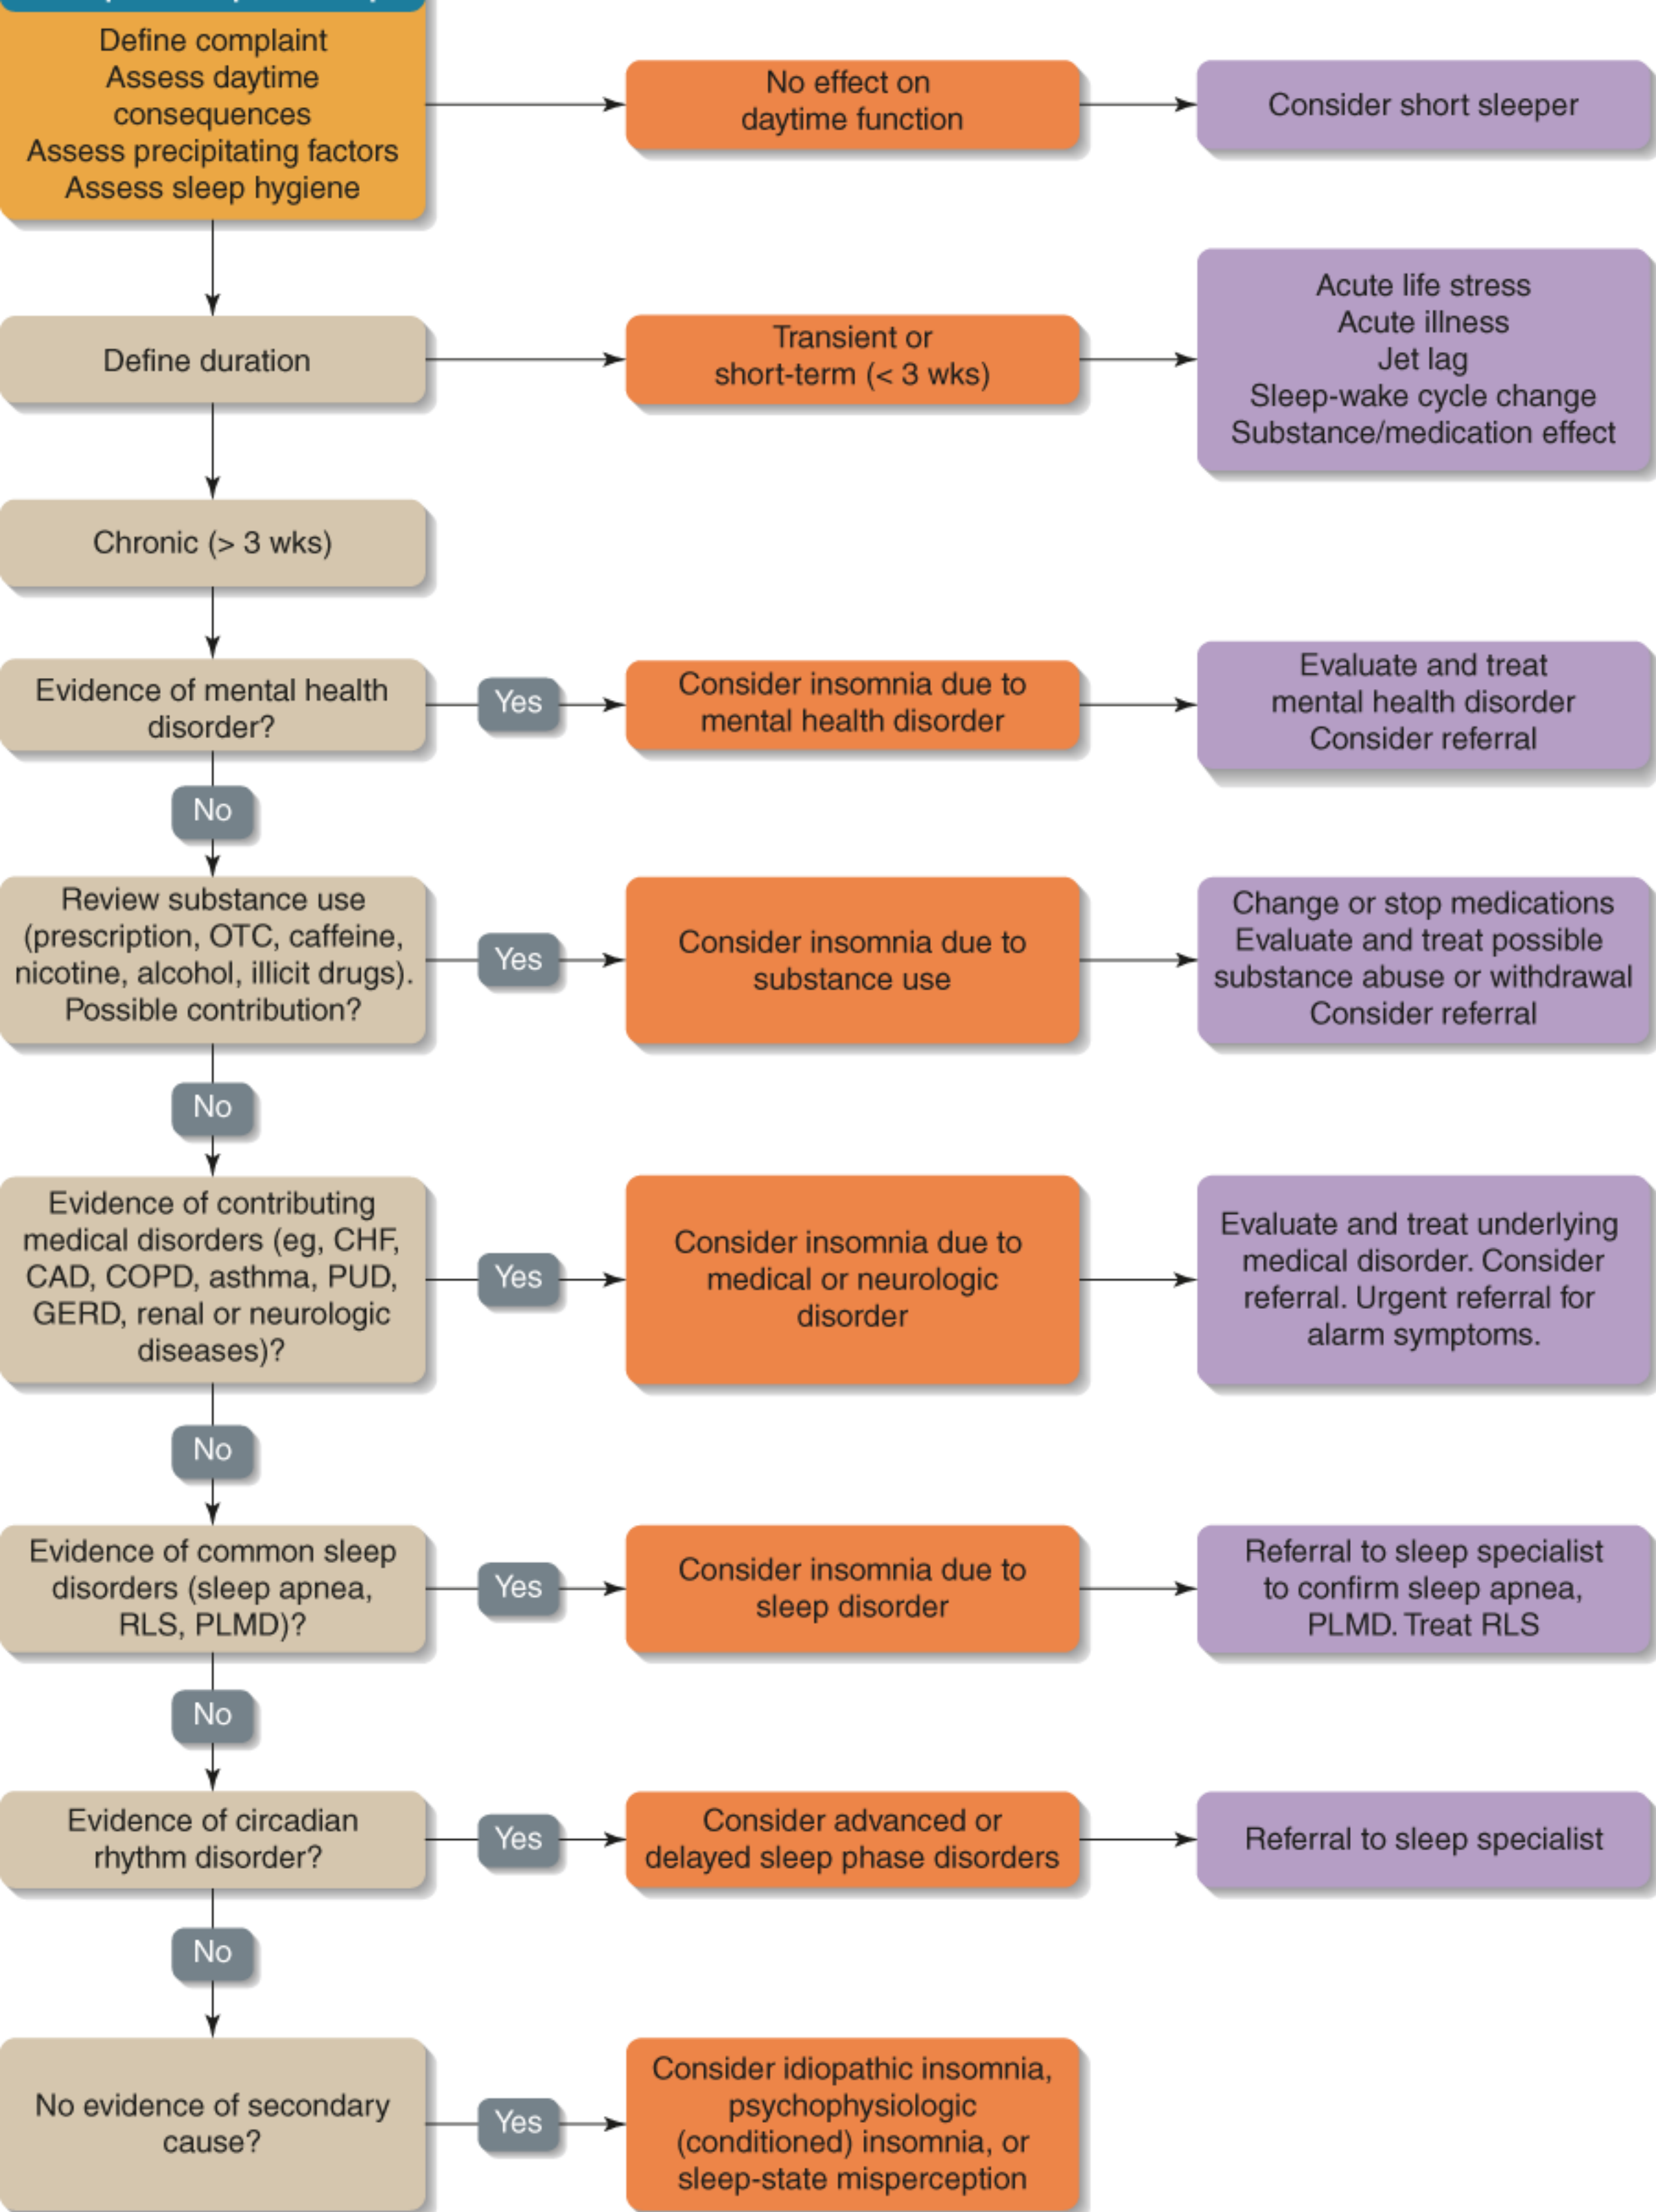 Define complaint
Assess daytime
consequences
Assess precipitating factors
Assess sleep hygiene
No effect on
daytime function
Consider short sleeper
Define duration
Transient or
short-term (< 3 wks)
Acute life stress
Acute illness
Jet lag
Sleep-wake cycle change
Substance/medication effect
Chronic (> 3 wks)
Evidence of mental health
disorder?
Yes
Consider insomnia due to
mental health disorder
Evaluate and treat
mental health disorder
Consider referral
No
Review substance use
(prescription, OTC, caffeine,
nicotine, alcohol, illicit drugs).
Possible contribution?
Yes
Consider insomnia due to
substance use
Change or stop medications
Evaluate and treat possible
substance abuse or withdrawal
Consider referral
No
Evidence of contributing
medical disorders (eg, CHF,
CAD, COPD, asthma, PUD,
GERD, renal or neurologic
diseases)?
Yes
Consider insomnia due to
medical or neurologic
disorder
Evaluate and treat underlying
medical disorder. Consider
referral. Urgent referral for
alarm symptoms.
No
Evidence of common sleep
disorders (sleep apnea,
RLS, PLMD)?
Yes
Consider insomnia due to
sleep disorder
Referral to sleep specialist
to confirm sleep apnea,
PLMD. Treat RLS
No
Evidence of circadian
rhythm disorder?
Yes
Consider advanced or
delayed sleep phase disorders
Referral to sleep specialist
No
No evidence of secondary
cause?
Yes
Consider idiopathic insomnia,
psychophysiologic
(conditioned) insomnia, or
sleep-state misperception